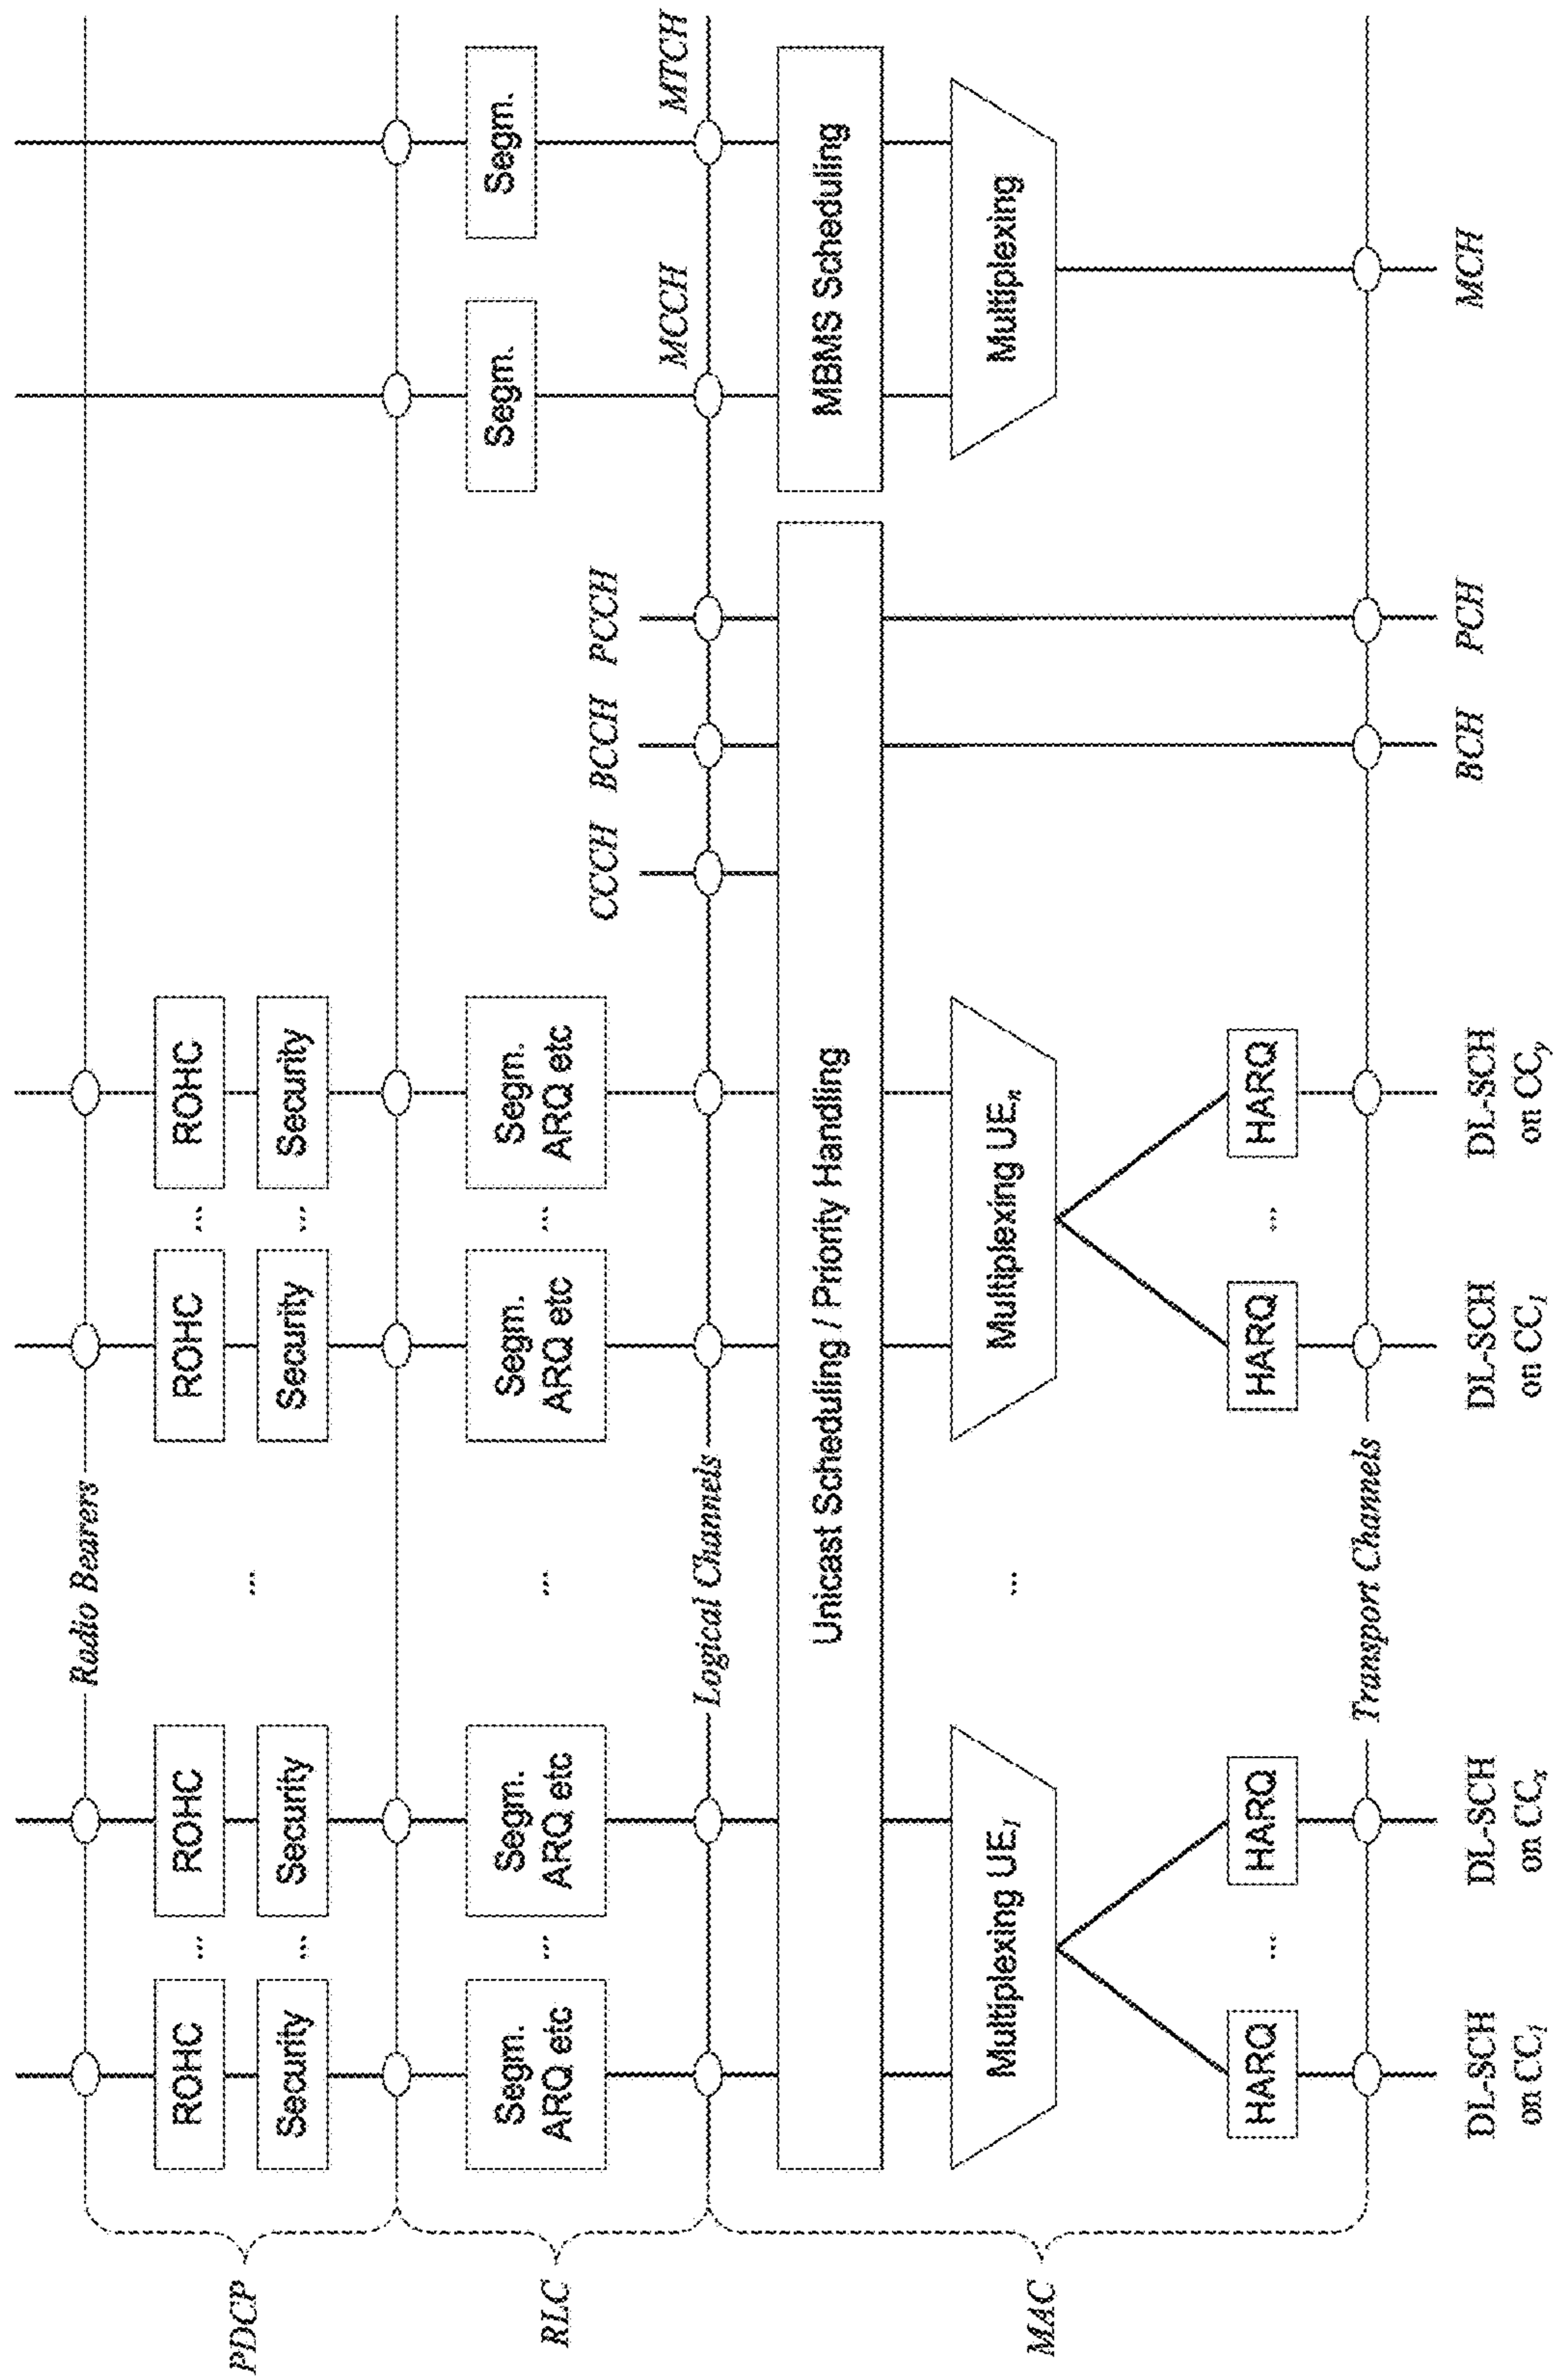 Radio Bearers
PDCP
ROHC ... ROHC ROHC ... ROHC
...
Security ... Security Security ... Security
RLC
Segm.
ARQ etc
...
Segm.
ARQ etc
...
Segm.
ARQ etc
...
Segm.
ARQ etc
Segm.
Segm.
CCCH BCCH PCCH
MCCH MTCH
Logical Channels
MAC
Unicast Scheduling / Priority Handling
MBMS Scheduling
Multiplexing UE₁
...
Multiplexing UEₙ
Multiplexing
HARQ ... HARQ HARQ ... HARQ
Transport Channels
DL-SCH
on CC₁
DL-SCH
on CCₓ
DL-SCH
on CC₁
DL-SCH
on CCy
BCH
PCH
MCH